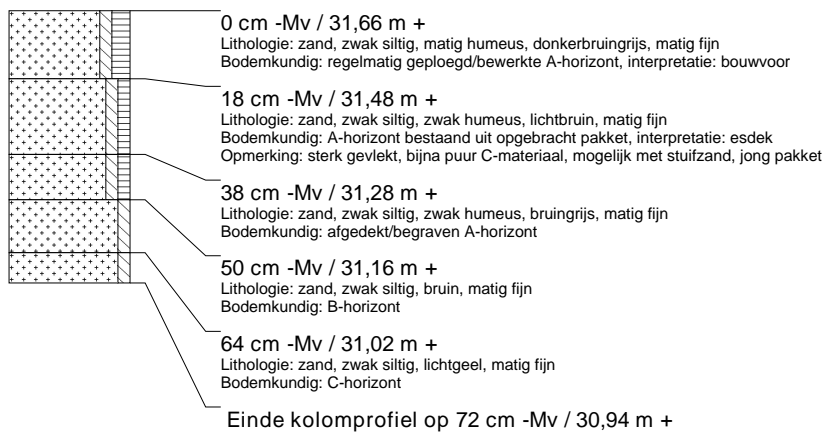 0 cm -Mv / 31,66 m +
Lithologie: zand, zwak siltig, matig humeus, donkerbruingrijs, matig fijn
Bodemkundig: regelmatig geploegd/bewerkte A-horizont, interpretatie: bouwvoor
18 cm -Mv / 31,48 m +
Lithologie: zand, zwak siltig, zwak humeus, lichtbruin, matig fijn
Bodemkundig: A-horizont bestaand uit opgebracht pakket, interpretatie: esdek
Opmerking: sterk gevlekt, bijna puur C-materiaal, mogelijk met stuifzand, jong pakket
38 cm -Mv / 31,28 m +
Lithologie: zand, zwak siltig, zwak humeus, bruingrijs, matig fijn
Bodemkundig: afgedekt/begraven A-horizont
50 cm -Mv / 31,16 m +
Lithologie: zand, zwak siltig, bruin, matig fijn
Bodemkundig: B-horizont
64 cm -Mv / 31,02 m +
Lithologie: zand, zwak siltig, lichtgeel, matig fijn
Bodemkundig: C-horizont
Einde kolomprofiel op 72 cm -Mv / 30,94 m +